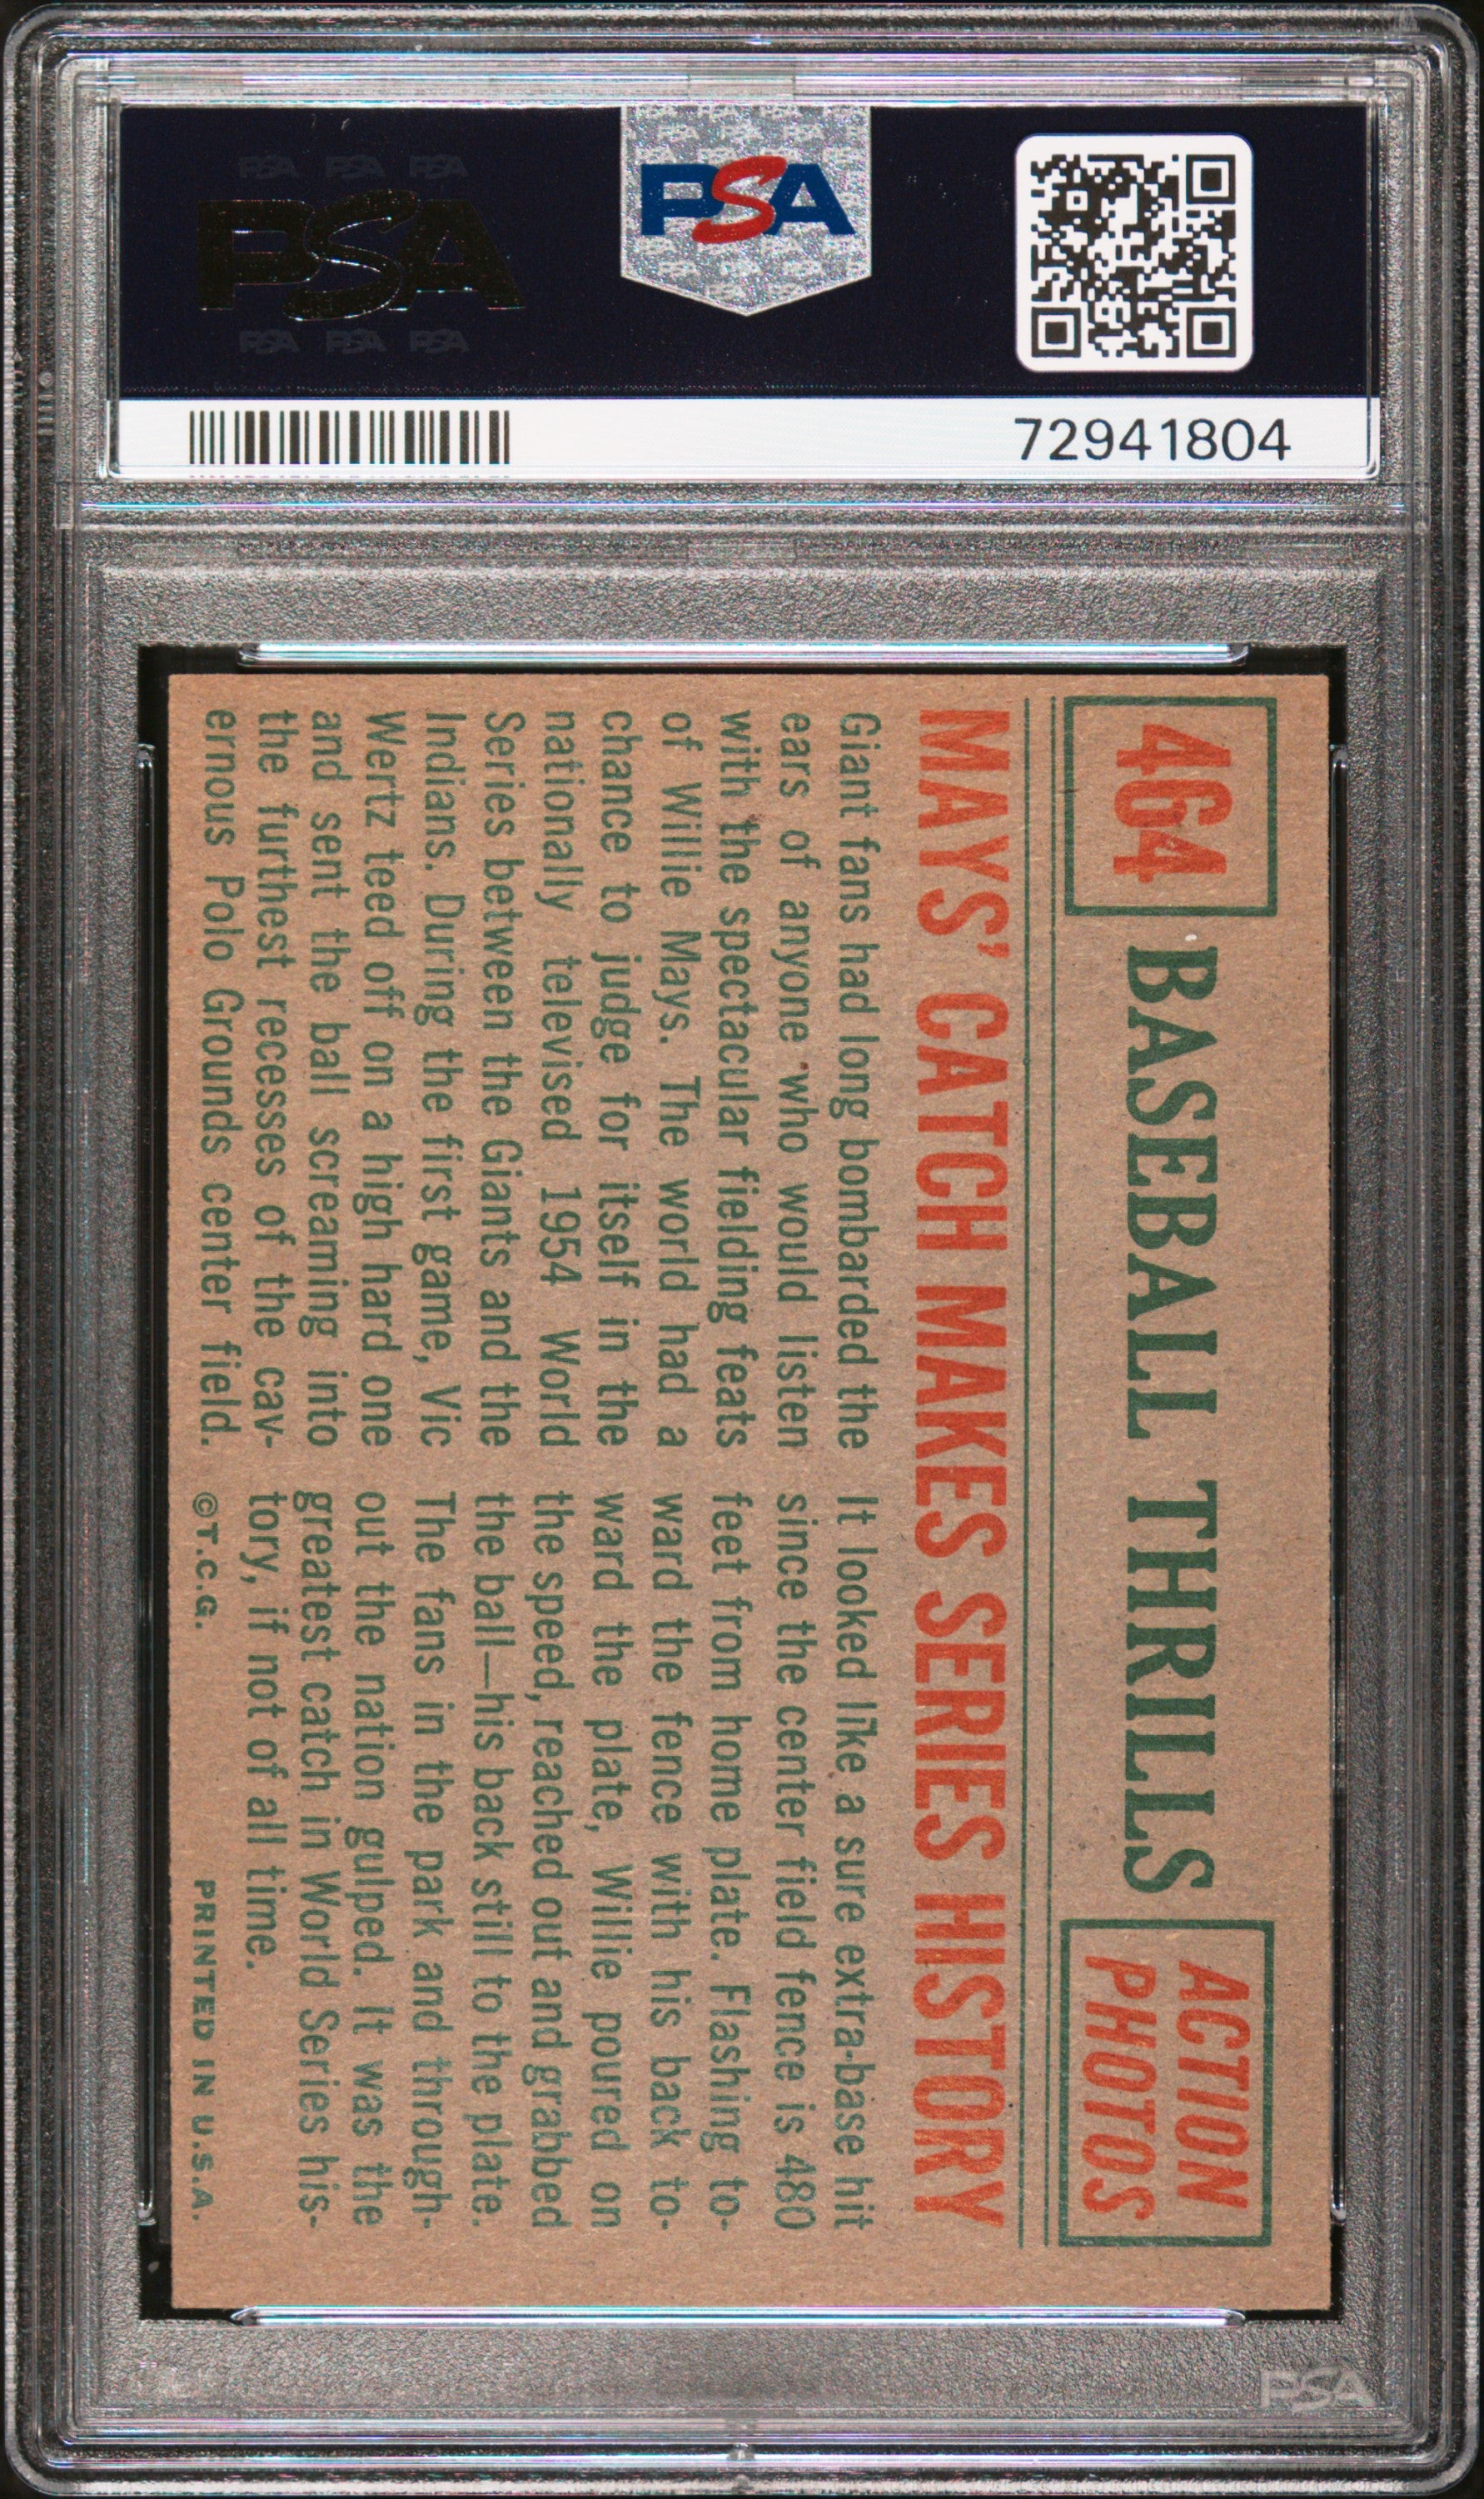 PSA PSA PSA
PSA
PSA PSA PSA
PSA
72941804
464
BASEBALL THRILLS
ACTION
PHOTOS
MAYS' CATCH MAKES SERIES HISTORY
Giant fans had long bombarded the
ears of anyone who would listen
with the spectacular fielding feats
of Willie Mays. The world had a
chance to judge for itself in the
nationally televised 1954 World
Series between the Giants and the
Indians. During the first game, Vic
Wertz teed off on a high hard one
and sent the ball screaming into
the furthest recesses of the cav-
ernous Polo Grounds center field.
It looked like a sure extra-base hit
since the center field fence is 480
feet from home plate. Flashing to-
ward the fence with his back to-
ward the plate, Willie poured on
the speed, reached out and grabbed
the ball—his back still to the plate.
The fans in the park and through-
out the nation gulped. It was the
greatest catch in World Series his-
tory, if not of all time.
©T.C.G.
PRINTED IN U.S.A.
PSA